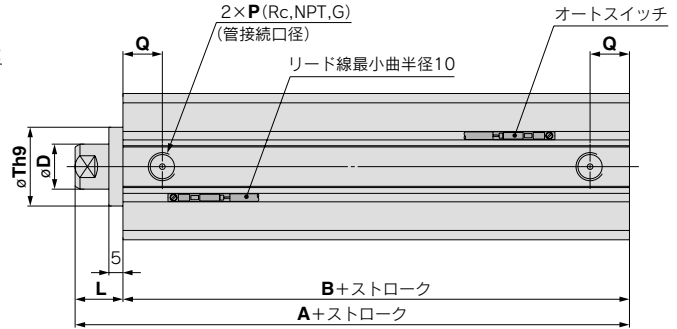 2×P(Rc,NPT,G)
(管接続口径)
オートスイッチ
Q
Q
リード線最小曲半径10
øTh9
øD
5
L
B+ストローク
A+ストローク